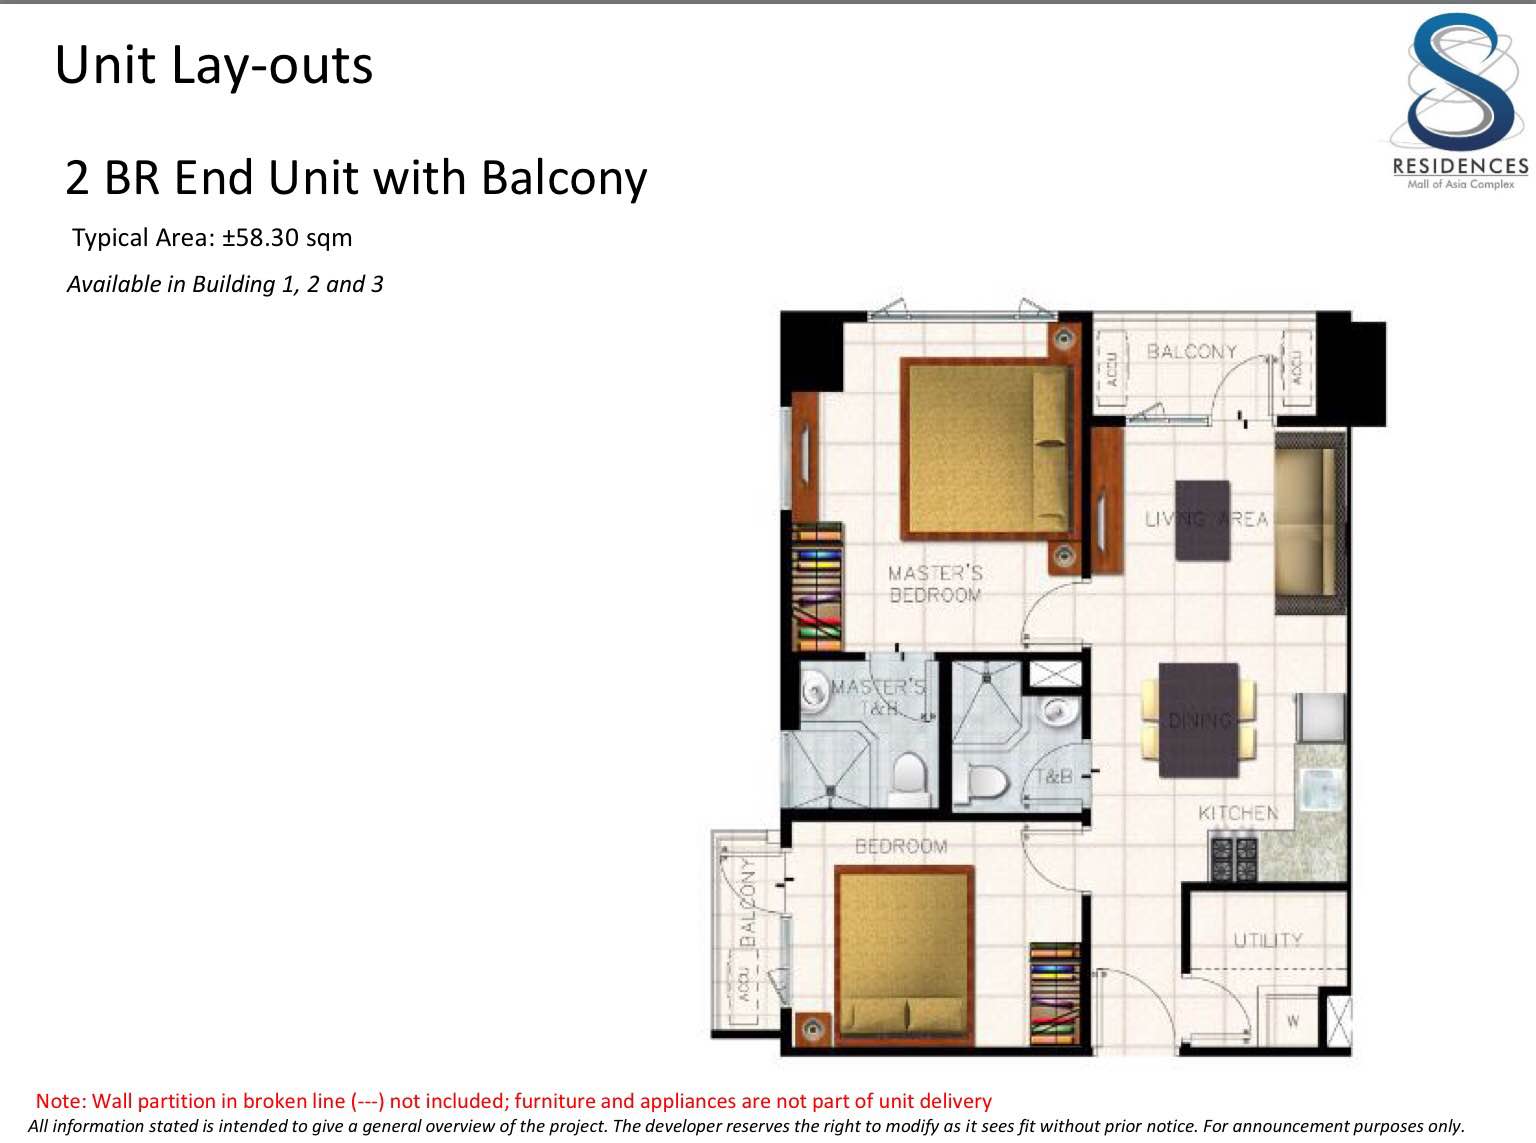 Unit Lay-outs
S
RESIDENCES
Mall of Asia Complex
2 BR End Unit with Balcony
Typical Area: ±58.30 sqm
Available in Building 1, 2 and 3
BALCONY
ACCU
ACCU
LIVING AREA
MASTER'S
BEDROOM
MASTER'S
T&B
DINING
T&B
KITCHEN
BEDROOM
BALCONY
ACCU
UTILITY
W
Note: Wall partition in broken line (---) not included; furniture and appliances are not part of unit delivery
All information stated is intended to give a general overview of the project. The developer reserves the right to modify as it sees fit without prior notice. For announcement purposes only.